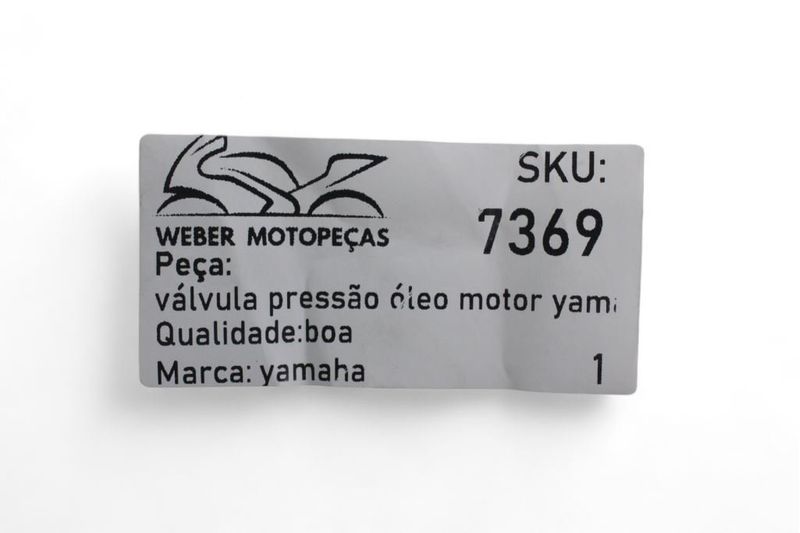 WEBER MOTOPEÇAS
SKU:
7369
Peça:
válvula pressão óleo motor yam
Qualidade:boa
Marca: yamaha
1